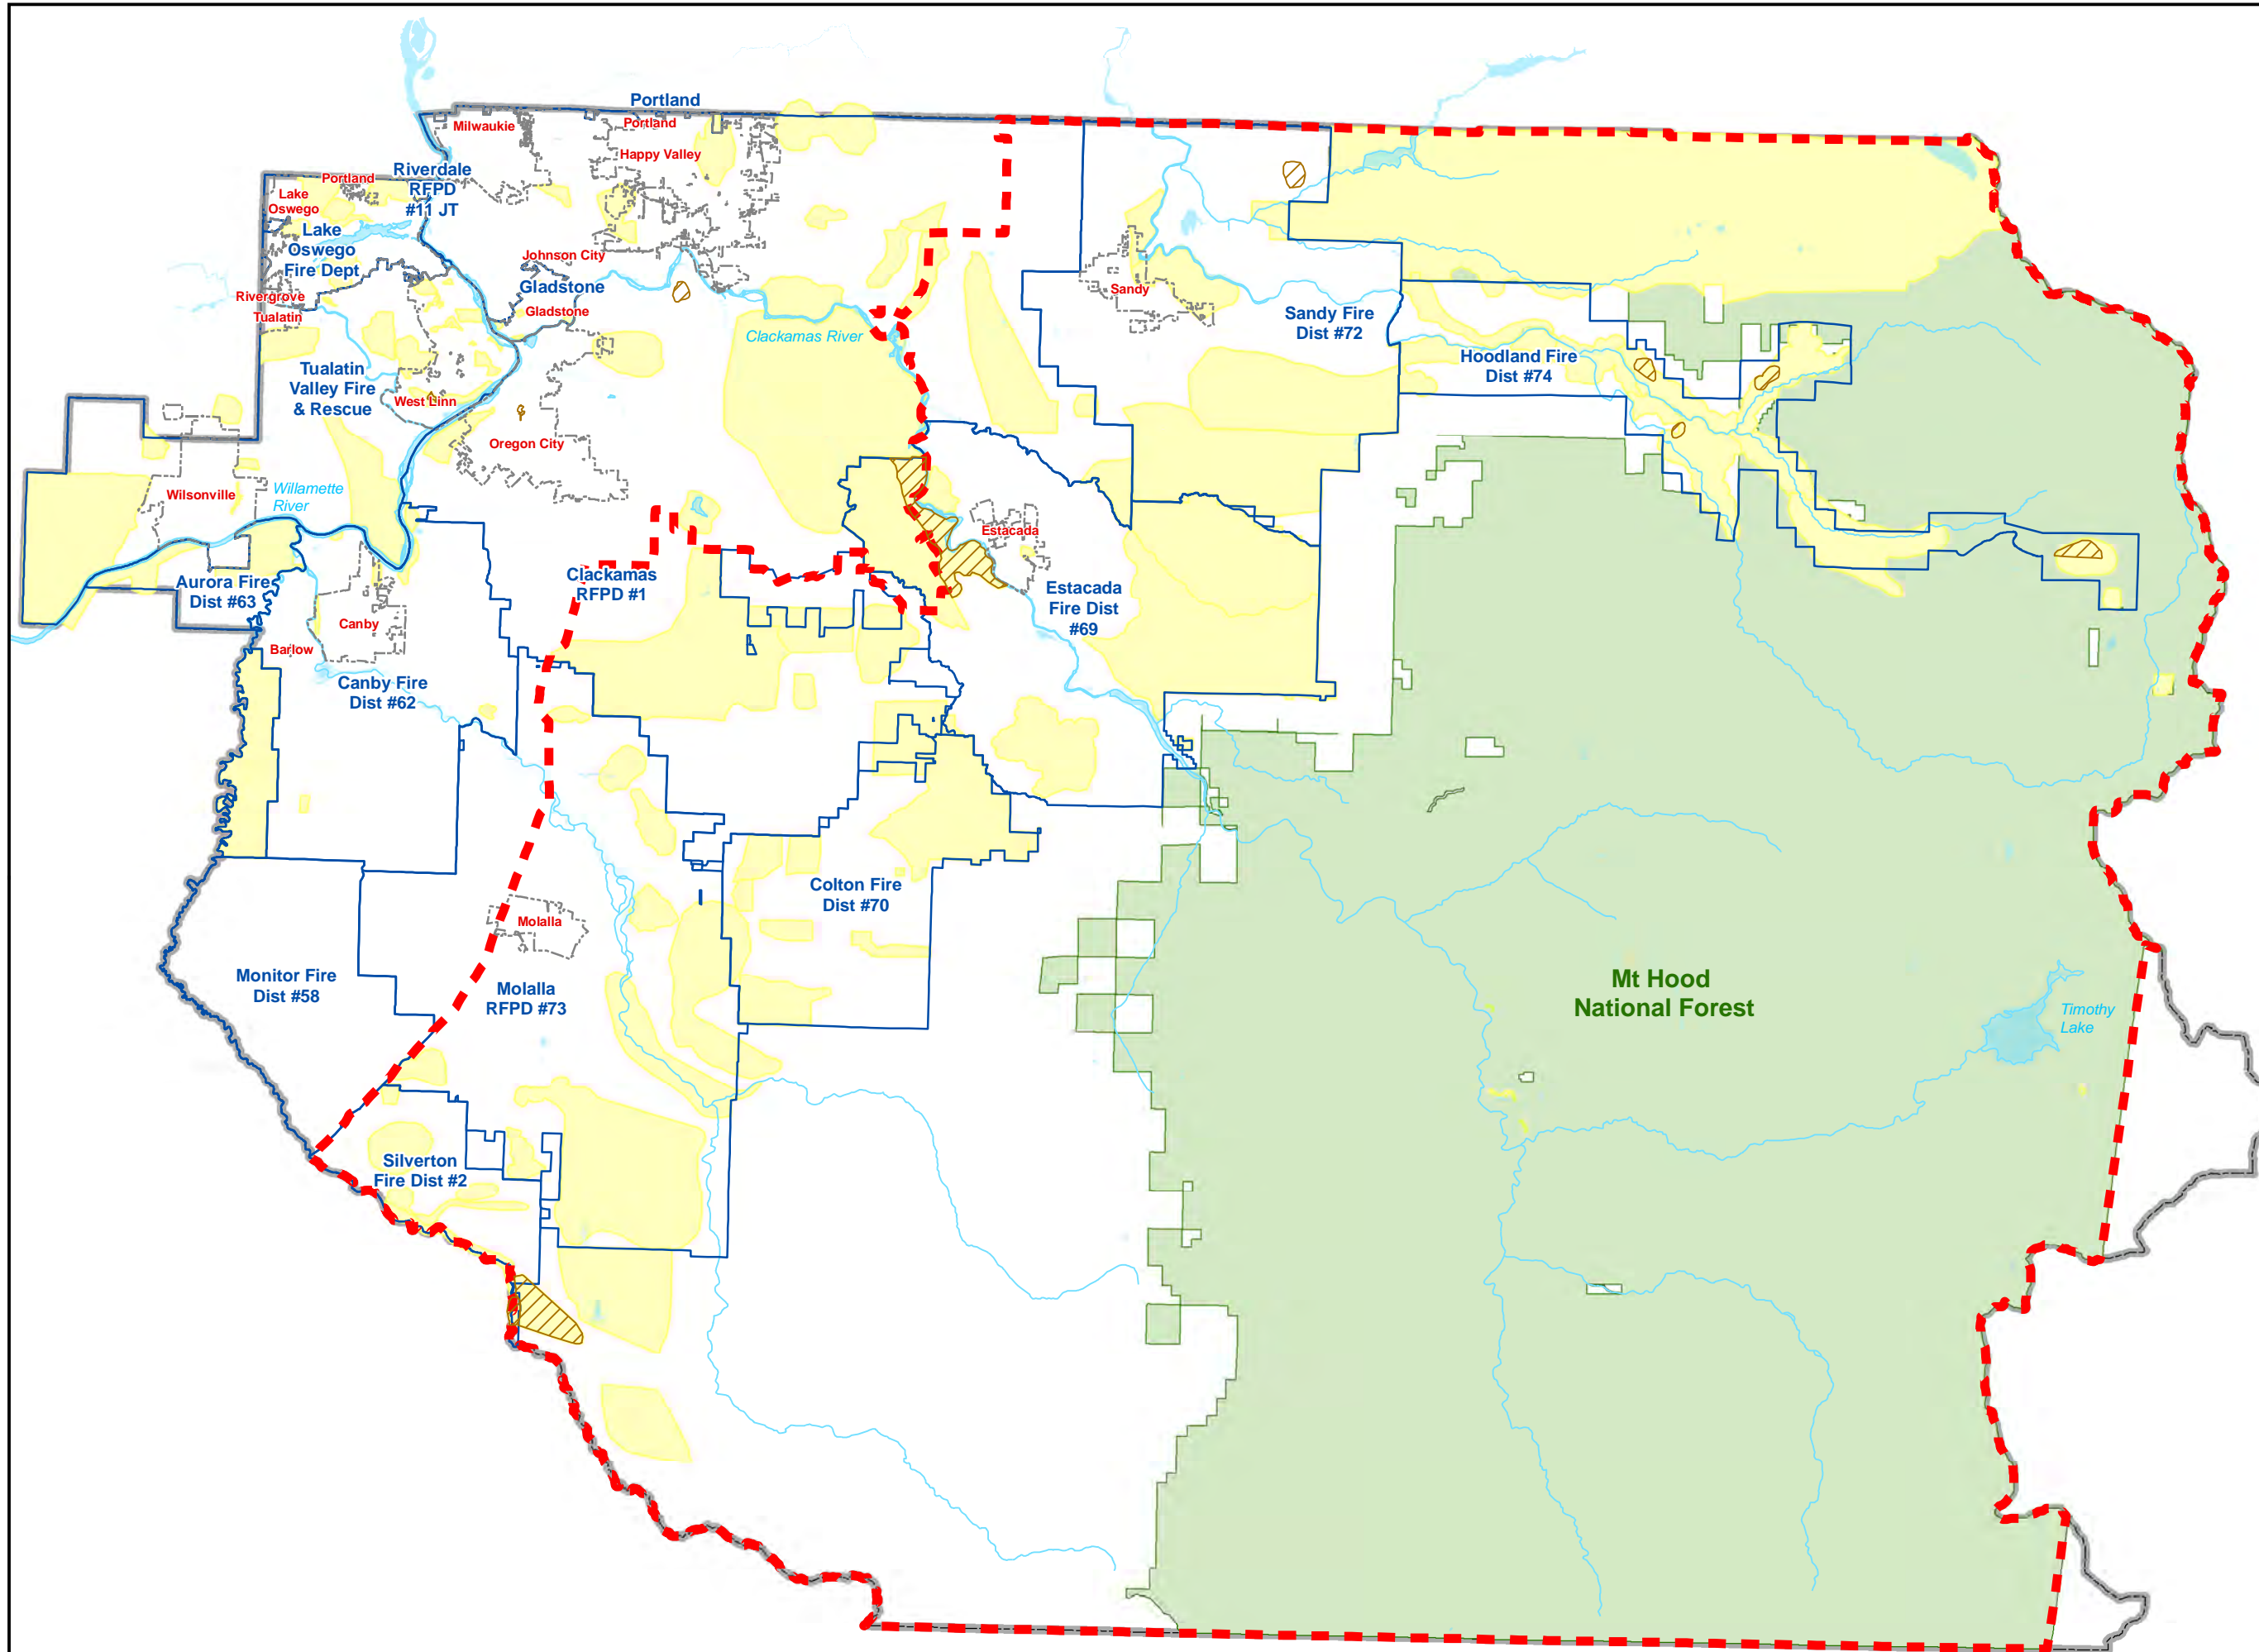 Portland
Milwaukie
Portland
Happy Valley
Riverdale
RFPD
#11 JT
Portland
Lake
Oswego
Lake
Oswego
Fire Dept
Johnson City
Gladstone
Gladstone
Rivergrove
Tualatin
Clackamas River
Sandy
Sandy Fire
Dist #72
Hoodland Fire
Dist #74
Tualatin
Valley Fire
& Rescue
West Linn
Oregon City
Wilsonville
Willamette
River
Estacada
Aurora Fire
Dist #63
Clackamas
RFPD #1
Estacada
Fire Dist
#69
Canby
Barlow
Canby Fire
Dist #62
Colton Fire
Dist #70
Molalla
Monitor Fire
Dist #58
Molalla
RFPD #73
Mt Hood
National Forest
Timothy
Lake
Silverton
Fire Dist #2